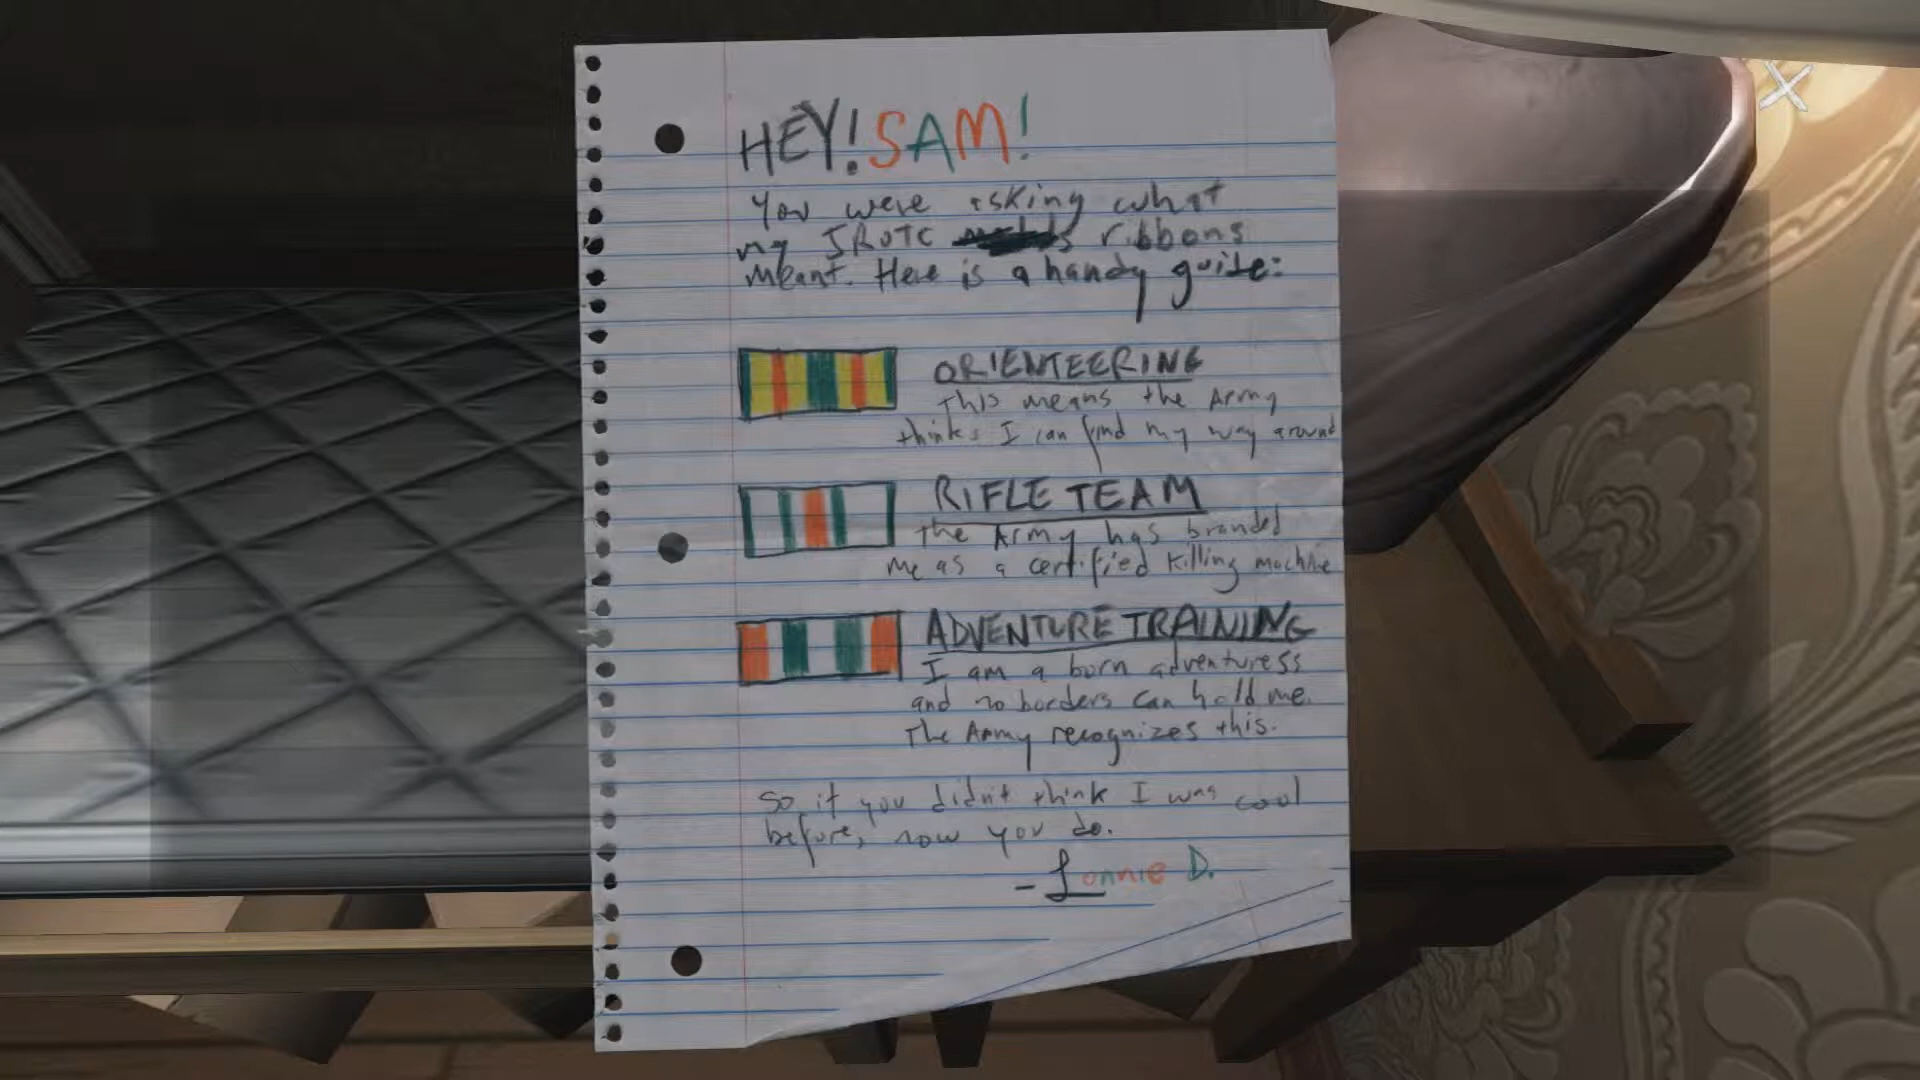 HEY! SAM!
You were asking what
my JROTC ribbons
meant. Here is a handy guide:
ORIENTEERING
This means the Army
thinks I can find my way around
RIFLE TEAM
The Army has branded
me as a certified killing machine
ADVENTURE TRAINING
I am a born adventuress
and no borders can hold me.
The Army recognizes this.
So if you didn't think I was cool
before, now you do.
- Lonnie D.